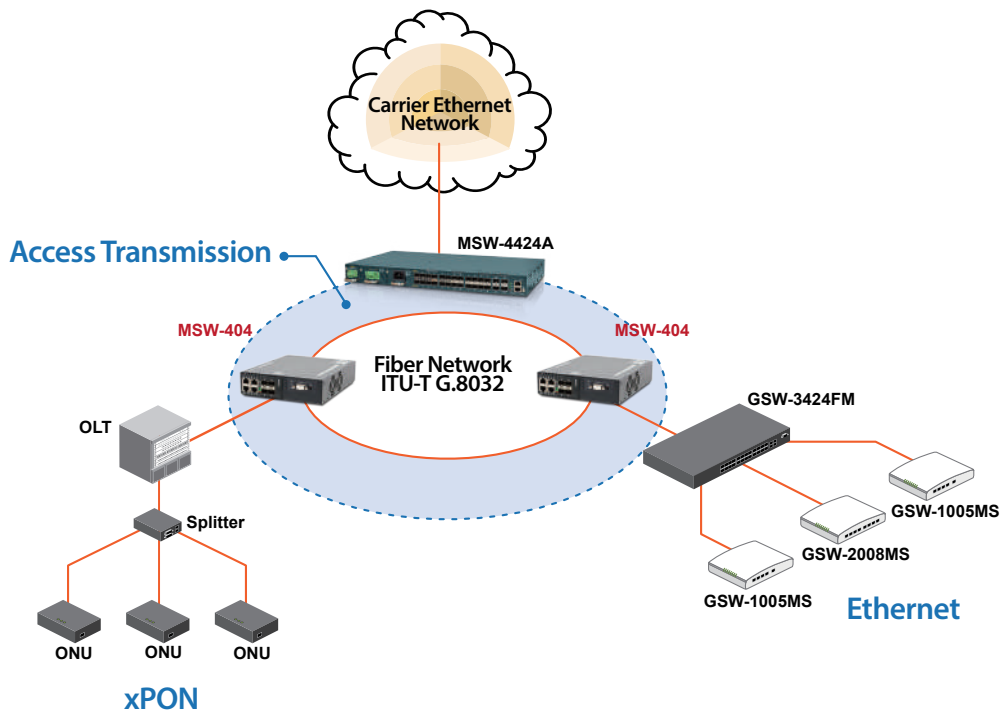 Carrier Ethernet
Network
MSW-4424A
Access Transmission
MSW-404
MSW-404
Fiber Network
ITU-T G.8032
GSW-3424FM
OLT
Splitter
GSW-1005MS
GSW-2008MS
GSW-1005MS
Ethernet
ONU
ONU
ONU
xPON